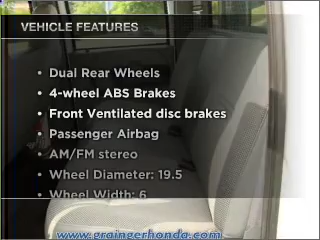 VEHICLE FEATURES
• Dual Rear Wheels
• 4-wheel ABS Brakes
• Front Ventilated disc brakes
• Passenger Airbag
• AM/FM stereo
• Wheel Diameter: 19.5
• Wheel Width: 6
www.graingerhonda.com